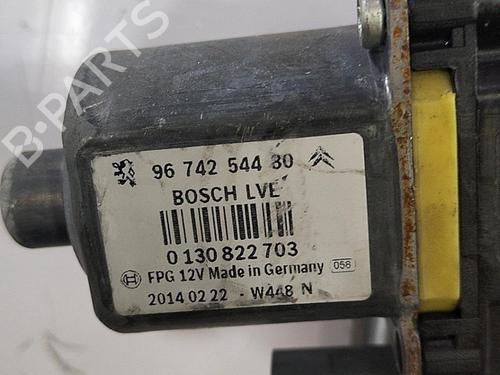 B-PARTS
96 742 544 80
BOSCH LVE
0 130 822 703
FPG 12V Made in Germany 056
2014 02 22 - W448 N